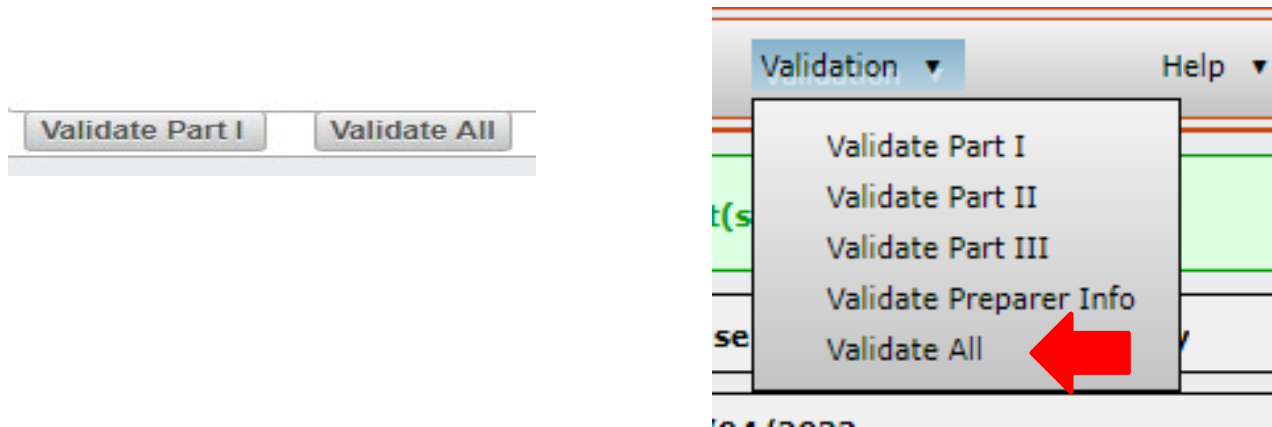 Validate Part I Validate All
Validation ▼ Help ▼
Validate Part I
Validate Part II
t(s
Validate Part III
Validate Preparer Info
se
Validate All
y